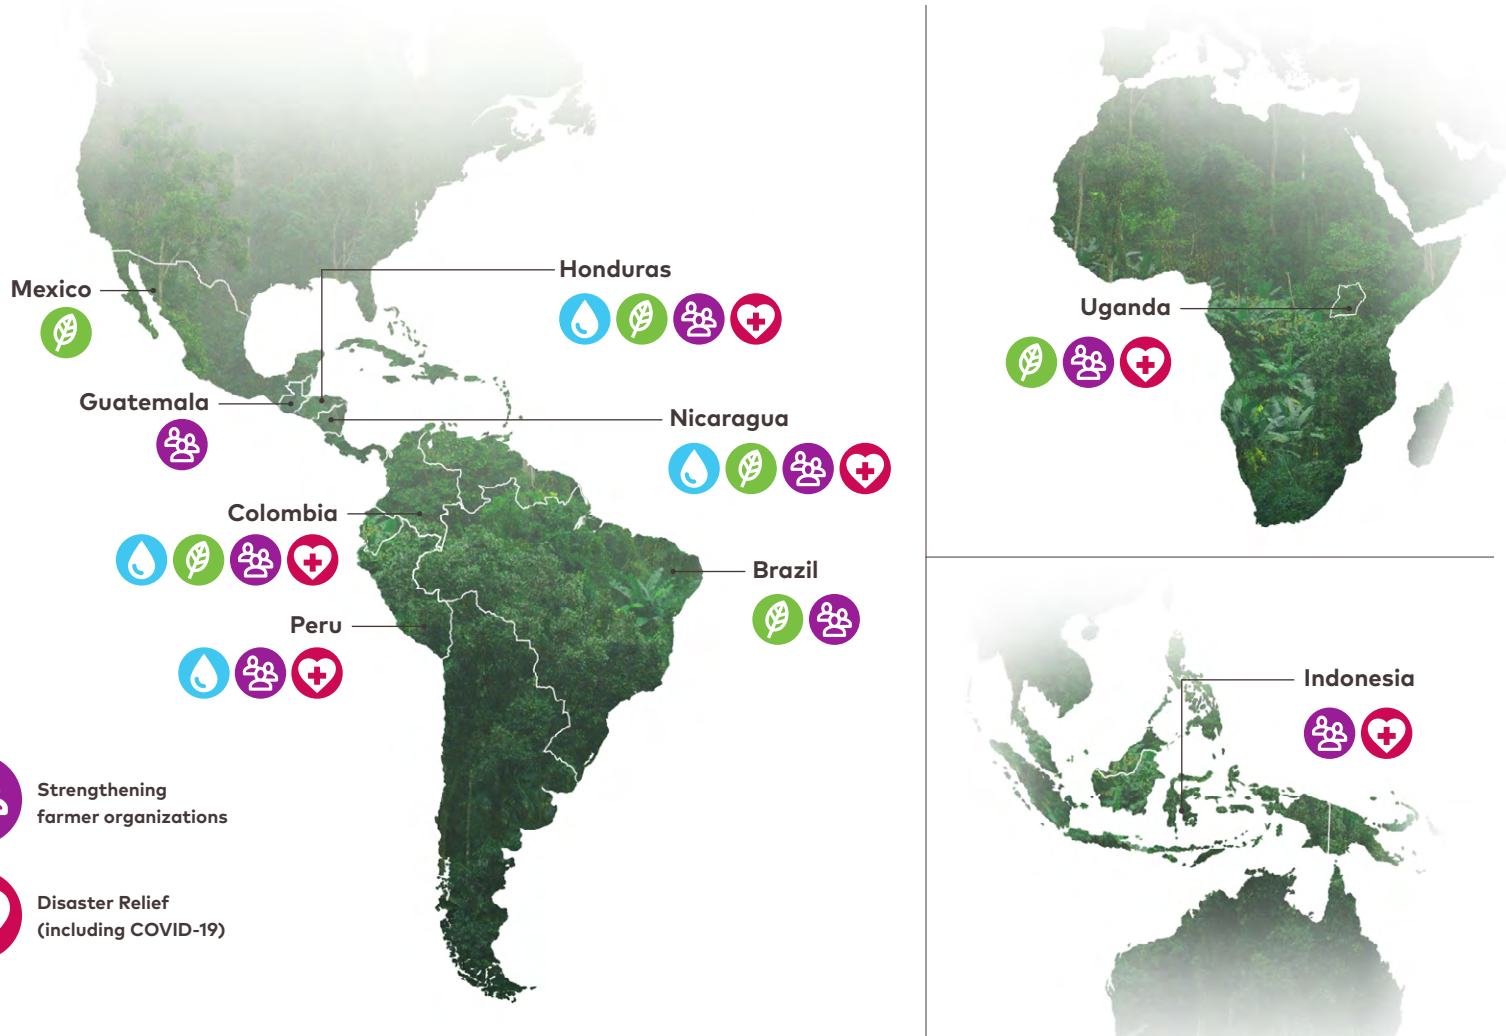 Mexico
Honduras
Guatemala
Nicaragua
Colombia
Brazil
Peru
Strengthening
farmer organizations
Disaster Relief
(including COVID-19)
Uganda
Indonesia